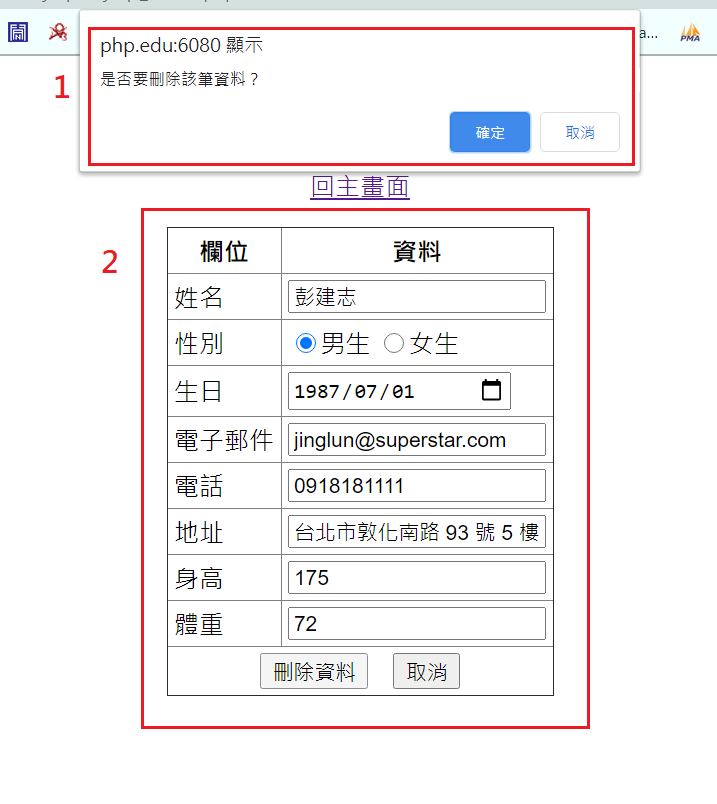 a...
PMA
php.edu:6080 顯示
1
是否要刪除該筆資料？
確定 取消
回主畫面
2
欄位 資料
姓名 彭建志
性別 男生 女生
生日 1987/07/01
電子郵件 jinglun@superstar.com
電話 0918181111
地址 台北市敦化南路 93 號 5 樓
身高 175
體重 72
刪除資料 取消